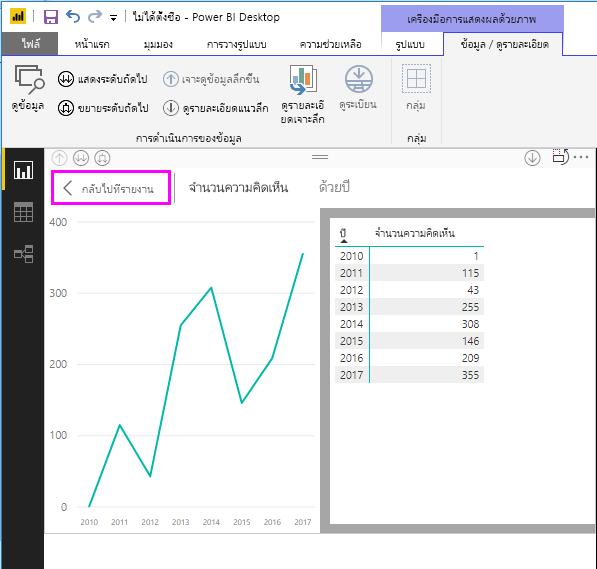 ไม่ได้ตั้งชื่อ - Power BI Desktop
เครื่องมือการแสดงผลด้วยภาพ
ไฟล์ หน้าแรก มุมมอง การวางรูปแบบ ความช่วยเหลือ รูปแบบ ข้อมูล / ดูรายละเอียด
ดูข้อมูล
แสดงระดับถัดไป
ขยายระดับถัดไป
เจาะดูข้อมูลลึกขึ้น
ดูรายละเอียดแนวลึก
ดูรายละเอี
ยดเจาะลึก
ดูระเบียน
กลุ่ม
การดำเนินการของข้อมูล
กลุ่ม
กลับไปที่รายงาน จำนวนความคิดเห็น ด้วยปี
400
300
200
100
0
2010 2011 2012 2013 2014 2015 2016 2017
ปี จำนวนความคิดเห็น
2010 1
2011 115
2012 43
2013 255
2014 308
2015 146
2016 209
2017 355